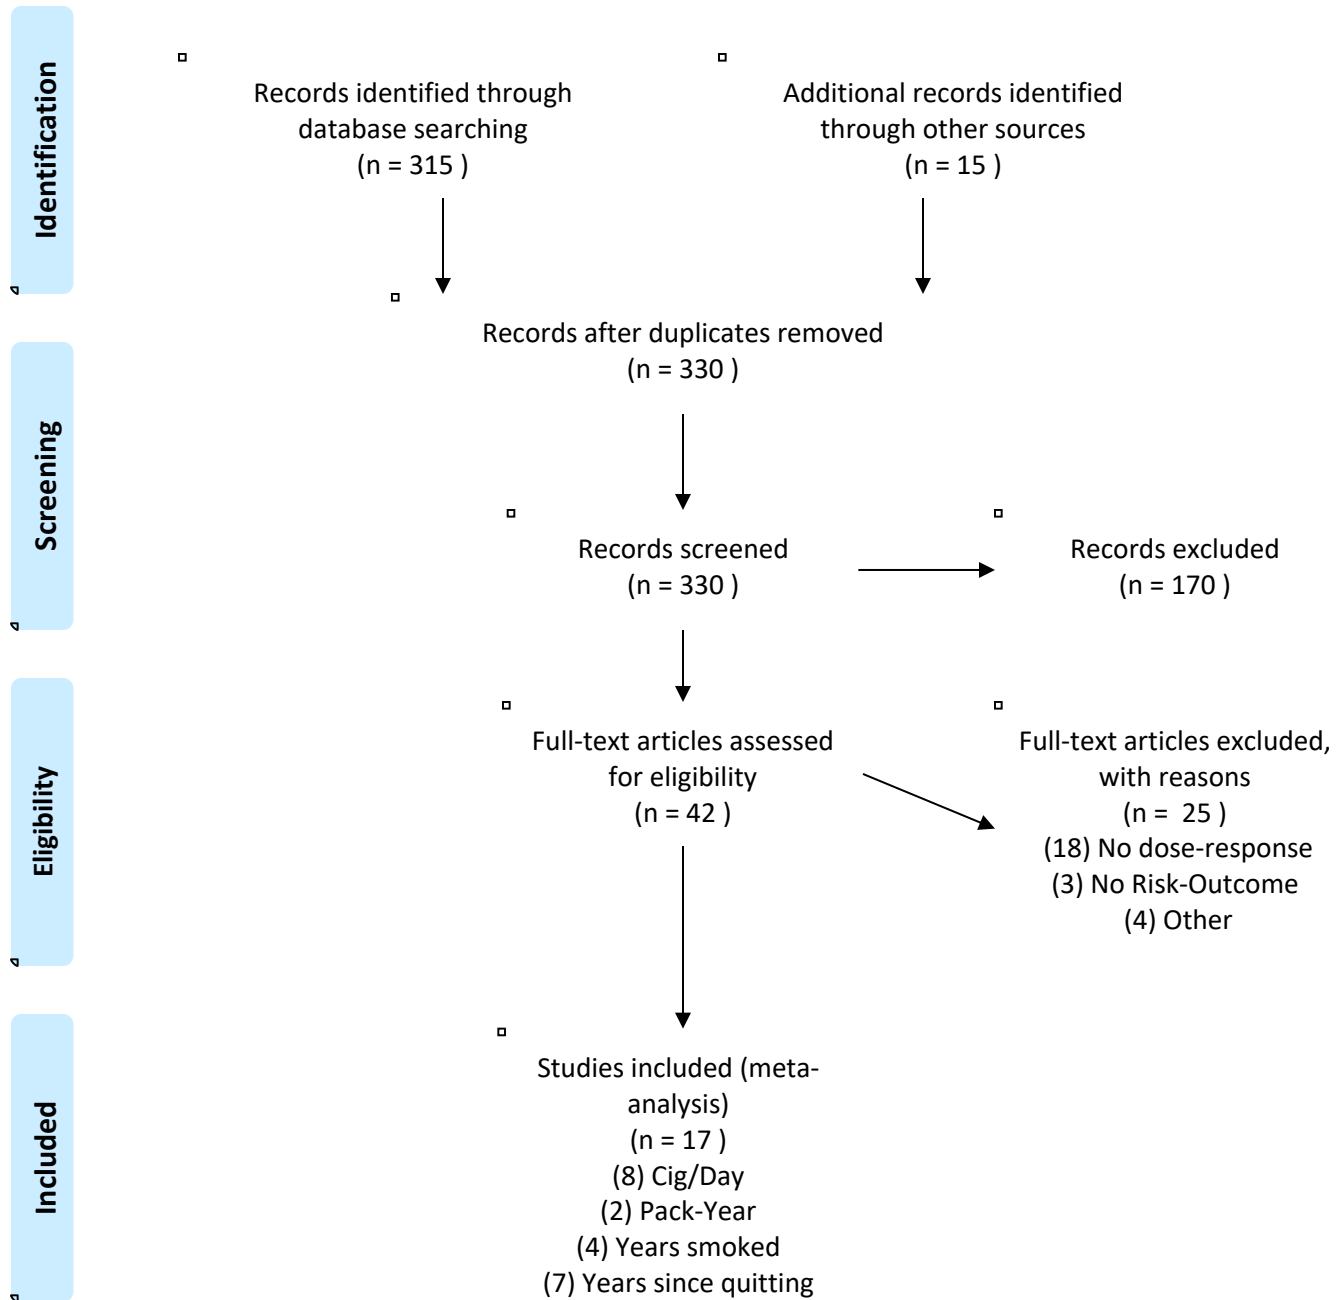 Identification
Records identified through
database searching
(n = 315 )
Additional records identified
through other sources
(n = 15 )
Records after duplicates removed
(n = 330 )
Screening
Records screened
(n = 330 )
Records excluded
(n = 170 )
Eligibility
Full-text articles assessed
for eligibility
(n = 42 )
Full-text articles excluded,
with reasons
(n =  25 )
(18) No dose-response
(3) No Risk-Outcome
(4) Other
Included
Studies included (meta-
analysis)
(n = 17 )
(8) Cig/Day
(2) Pack-Year
(4) Years smoked
(7) Years since quitting